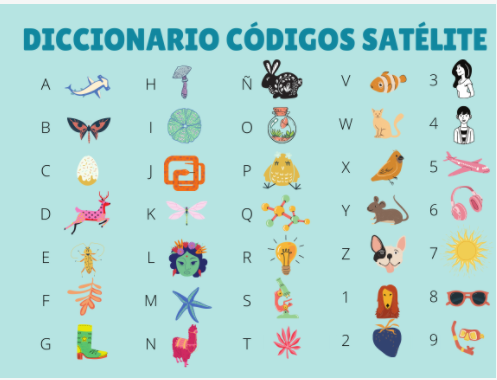 DICCIONARIO CÓDIGOS SATÉLITE
A H Ñ V 3
B I O W 4
C J P X 5
D K Q Y 6
E L R Z 7
F M S 1 8
G N T 2 9